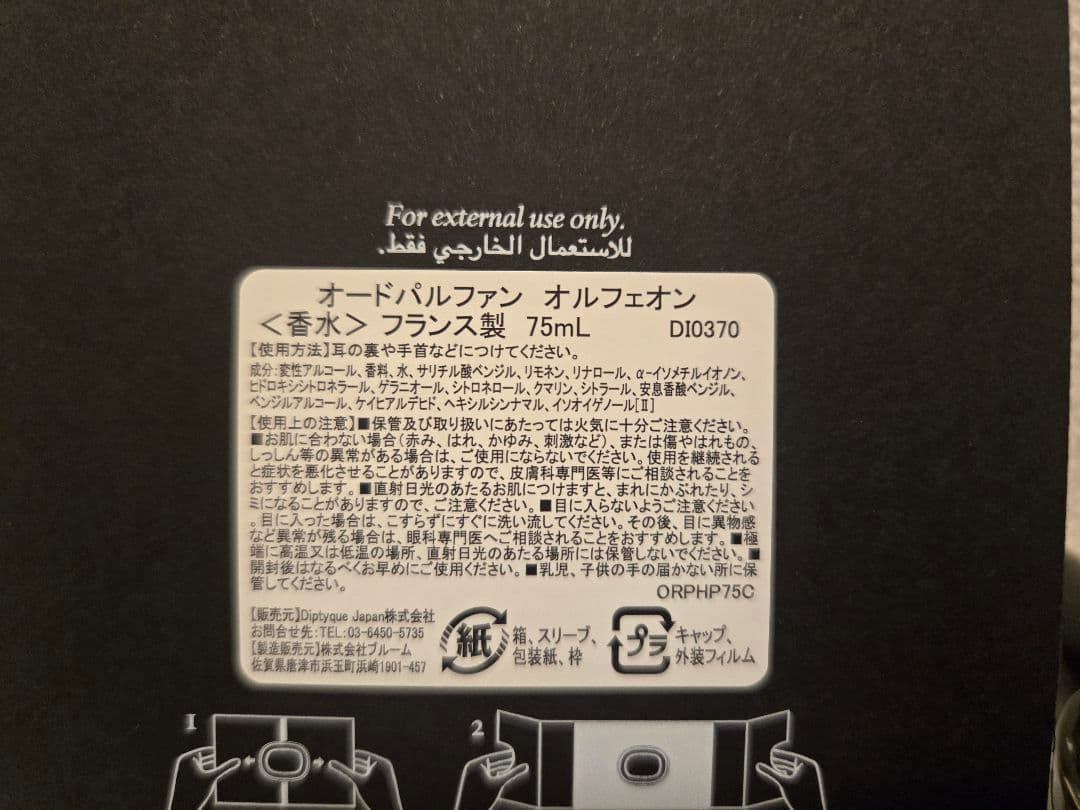 For external use only.
للاستعمال الخارجي فقط.
オードパルファン オルフェオン
＜香水＞ フランス製 75mL DI0370
【使用方法】耳の裏や手首などにつけてください。
成分:変性アルコール、香料、水、サリチル酸ベンジル、リモネン、リナロール、α-イソメチルイオノン、
ヒドロキシシトロネラール、ゲラニオール、シトロネロール、クマリン、シトラール、安息香酸ベンジル、
ベンジルアルコール、ケイヒアルデヒド、ヘキシルシンナマル、イソオイゲノール[Ⅱ]
【使用上の注意】■保管及び取り扱いにあたっては火気に十分ご注意ください。
■お肌に合わない場合(赤み、はれ、かゆみ、刺激など)、または傷やはれもの、
しっしん等の異常がある場合は、ご使用にならないでください。使用を継続される
と症状を悪化させることがありますので、皮膚科専門医等にご相談されることを
おすすめします。■直射日光のあたるお肌につけますと、まれにかぶれたり、シ
ミになることがありますので、ご注意ください。■目に入らないようご注意ください
。目に入った場合は、こすらずにすぐに洗い流してください。その後、目に異物感
など異常が残る場合は、眼科専門医へご相談されることをおすすめします。■極
端に高温又は低温の場所、直射日光のあたる場所には保管しないでください。■
開封後はなるべくお早めにご使用ください。■乳児、子供の手の届かない所に保
管してください。
ORPHP75C
【販売元】Diptyque Japan株式会社
お問合せ先:TEL:03-6450-5735
【製造販売元】株式会社ブルーム
佐賀県唐津市浜玉町浜崎1901-457
紙
箱、スリーブ、
包装紙、枠
プラ
キャップ、
外装フィルム
1
2